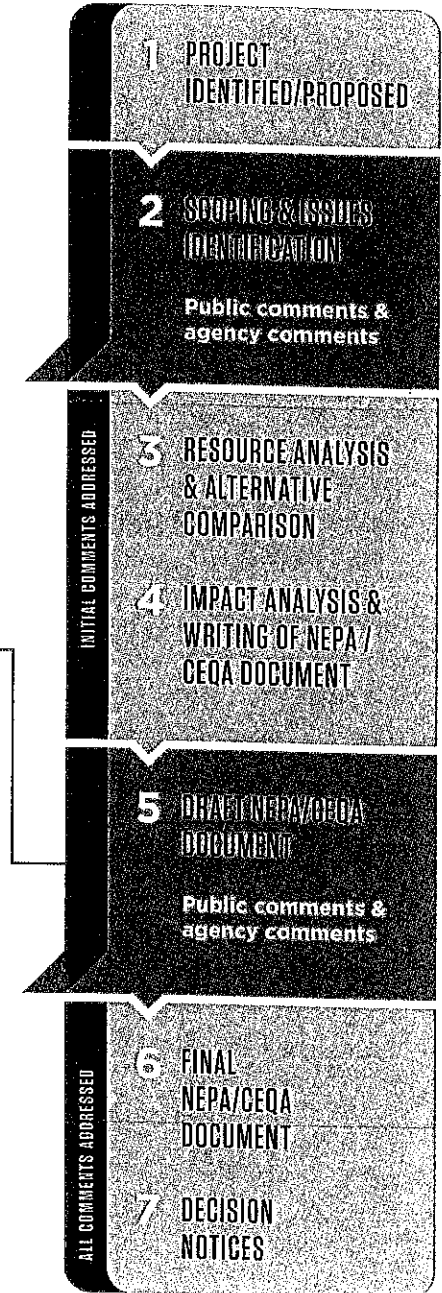 1 PROJECT
IDENTIFIED/PROPOSED
2 SCOPING & ISSUES
IDENTIFICATION
Public comments &
agency comments
INITIAL COMMENTS ADDRESSED
3 RESOURCE ANALYSIS
& ALTERNATIVE
COMPARISON
4 IMPACT ANALYSIS &
WRITING OF NEPA /
CEQA DOCUMENT
5 DRAFT NEPA/CEQA
DOCUMENT
Public comments &
agency comments
ALL COMMENTS ADDRESSED
6 FINAL
NEPA/CEQA
DOCUMENT
7 DECISION
NOTICES